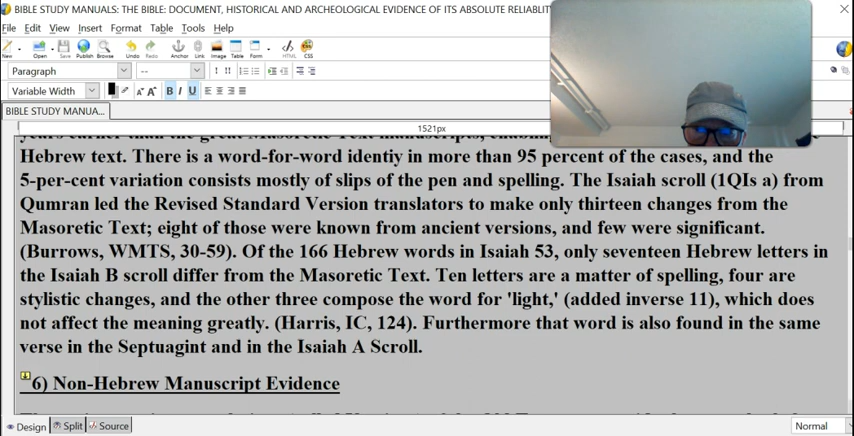 BIBLE STUDY MANUALS: THE BIBLE: DOCUMENT, HISTORICAL AND ARCHEOLOGICAL EVIDENCE OF ITS ABSOLUTE RELIABLIT
File Edit View Insert Format Table Tools Help
New Open Save Publish Browse Undo Redo Anchor Link Image Table Form HTML CSS
Paragraph --
Variable Width A A B I U
BIBLE STUDY MANUA...
1521px
Hebrew text. There is a word-for-word identiy in more than 95 percent of the cases, and the
5-per-cent variation consists mostly of slips of the pen and spelling. The Isaiah scroll (1QIs a) from
Qumran led the Revised Standard Version translators to make only thirteen changes from the
Masoretic Text; eight of those were known from ancient versions, and few were significant.
(Burrows, WMTS, 30-59). Of the 166 Hebrew words in Isaiah 53, only seventeen Hebrew letters in
the Isaiah B scroll differ from the Masoretic Text. Ten letters are a matter of spelling, four are
stylistic changes, and the other three compose the word for 'light,' (added inverse 11), which does
not affect the meaning greatly. (Harris, IC, 124). Furthermore that word is also found in the same
verse in the Septuagint and in the Isaiah A Scroll.
6) Non-Hebrew Manuscript Evidence
Design Split Source
Normal